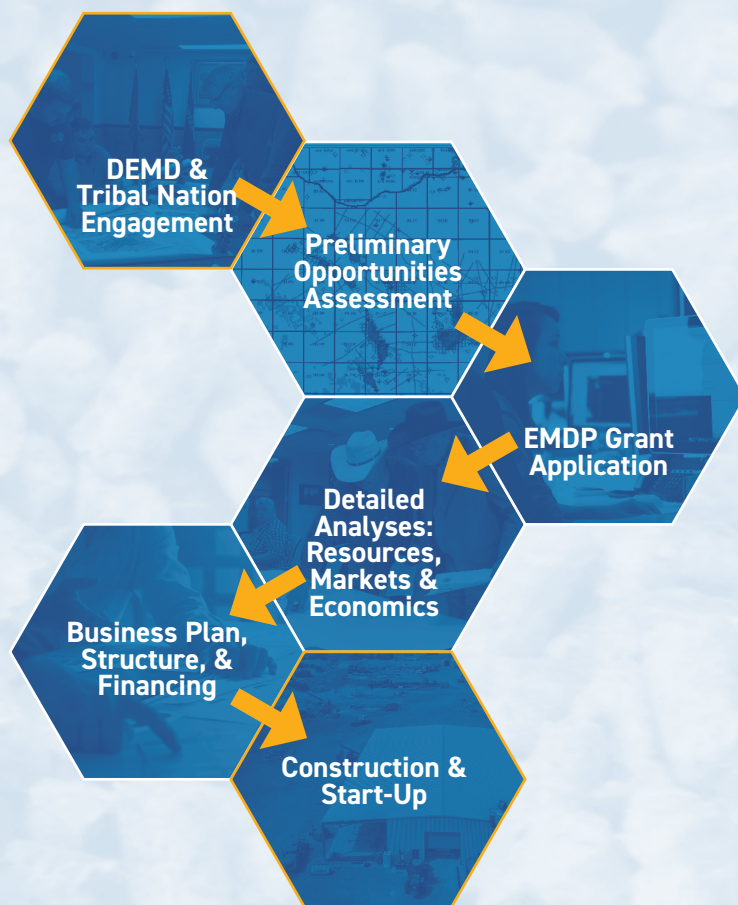 DEMD &
Tribal Nation
Engagement
Preliminary
Opportunities
Assessment
EMDP Grant
Application
Detailed
Analyses:
Resources,
Markets &
Economics
Business Plan,
Structure, &
Financing
Construction &
Start-Up